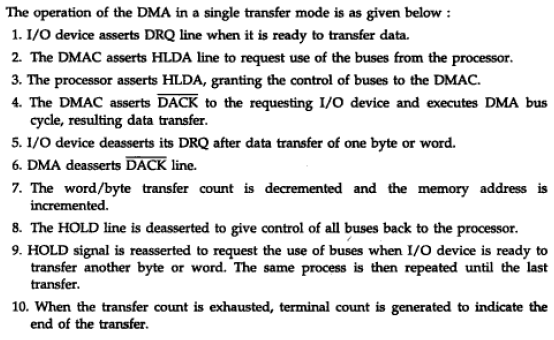 The operation of the DMA in a single transfer mode is as given below :
1. I/O device asserts DRQ line when it is ready to transfer data.
2. The DMAC asserts HLDA line to request use of the buses from the processor.
3. The processor asserts HLDA, granting the control of buses to the DMAC.
4. The DMAC asserts D̅A̅C̅K̅ to the requesting I/O device and executes DMA bus
cycle, resulting data transfer.
5. I/O device deasserts its DRQ after data transfer of one byte or word.
6. DMA deasserts D̅A̅C̅K̅ line.
7. The word/byte transfer count is decremented and the memory address is
incremented.
8. The HOLD line is deasserted to give control of all buses back to the processor.
9. HOLD signal is reasserted to request the use of buses when I/O device is ready to
transfer another byte or word. The same process is then repeated until the last
transfer.
10. When the transfer count is exhausted, terminal count is generated to indicate the
end of the transfer.